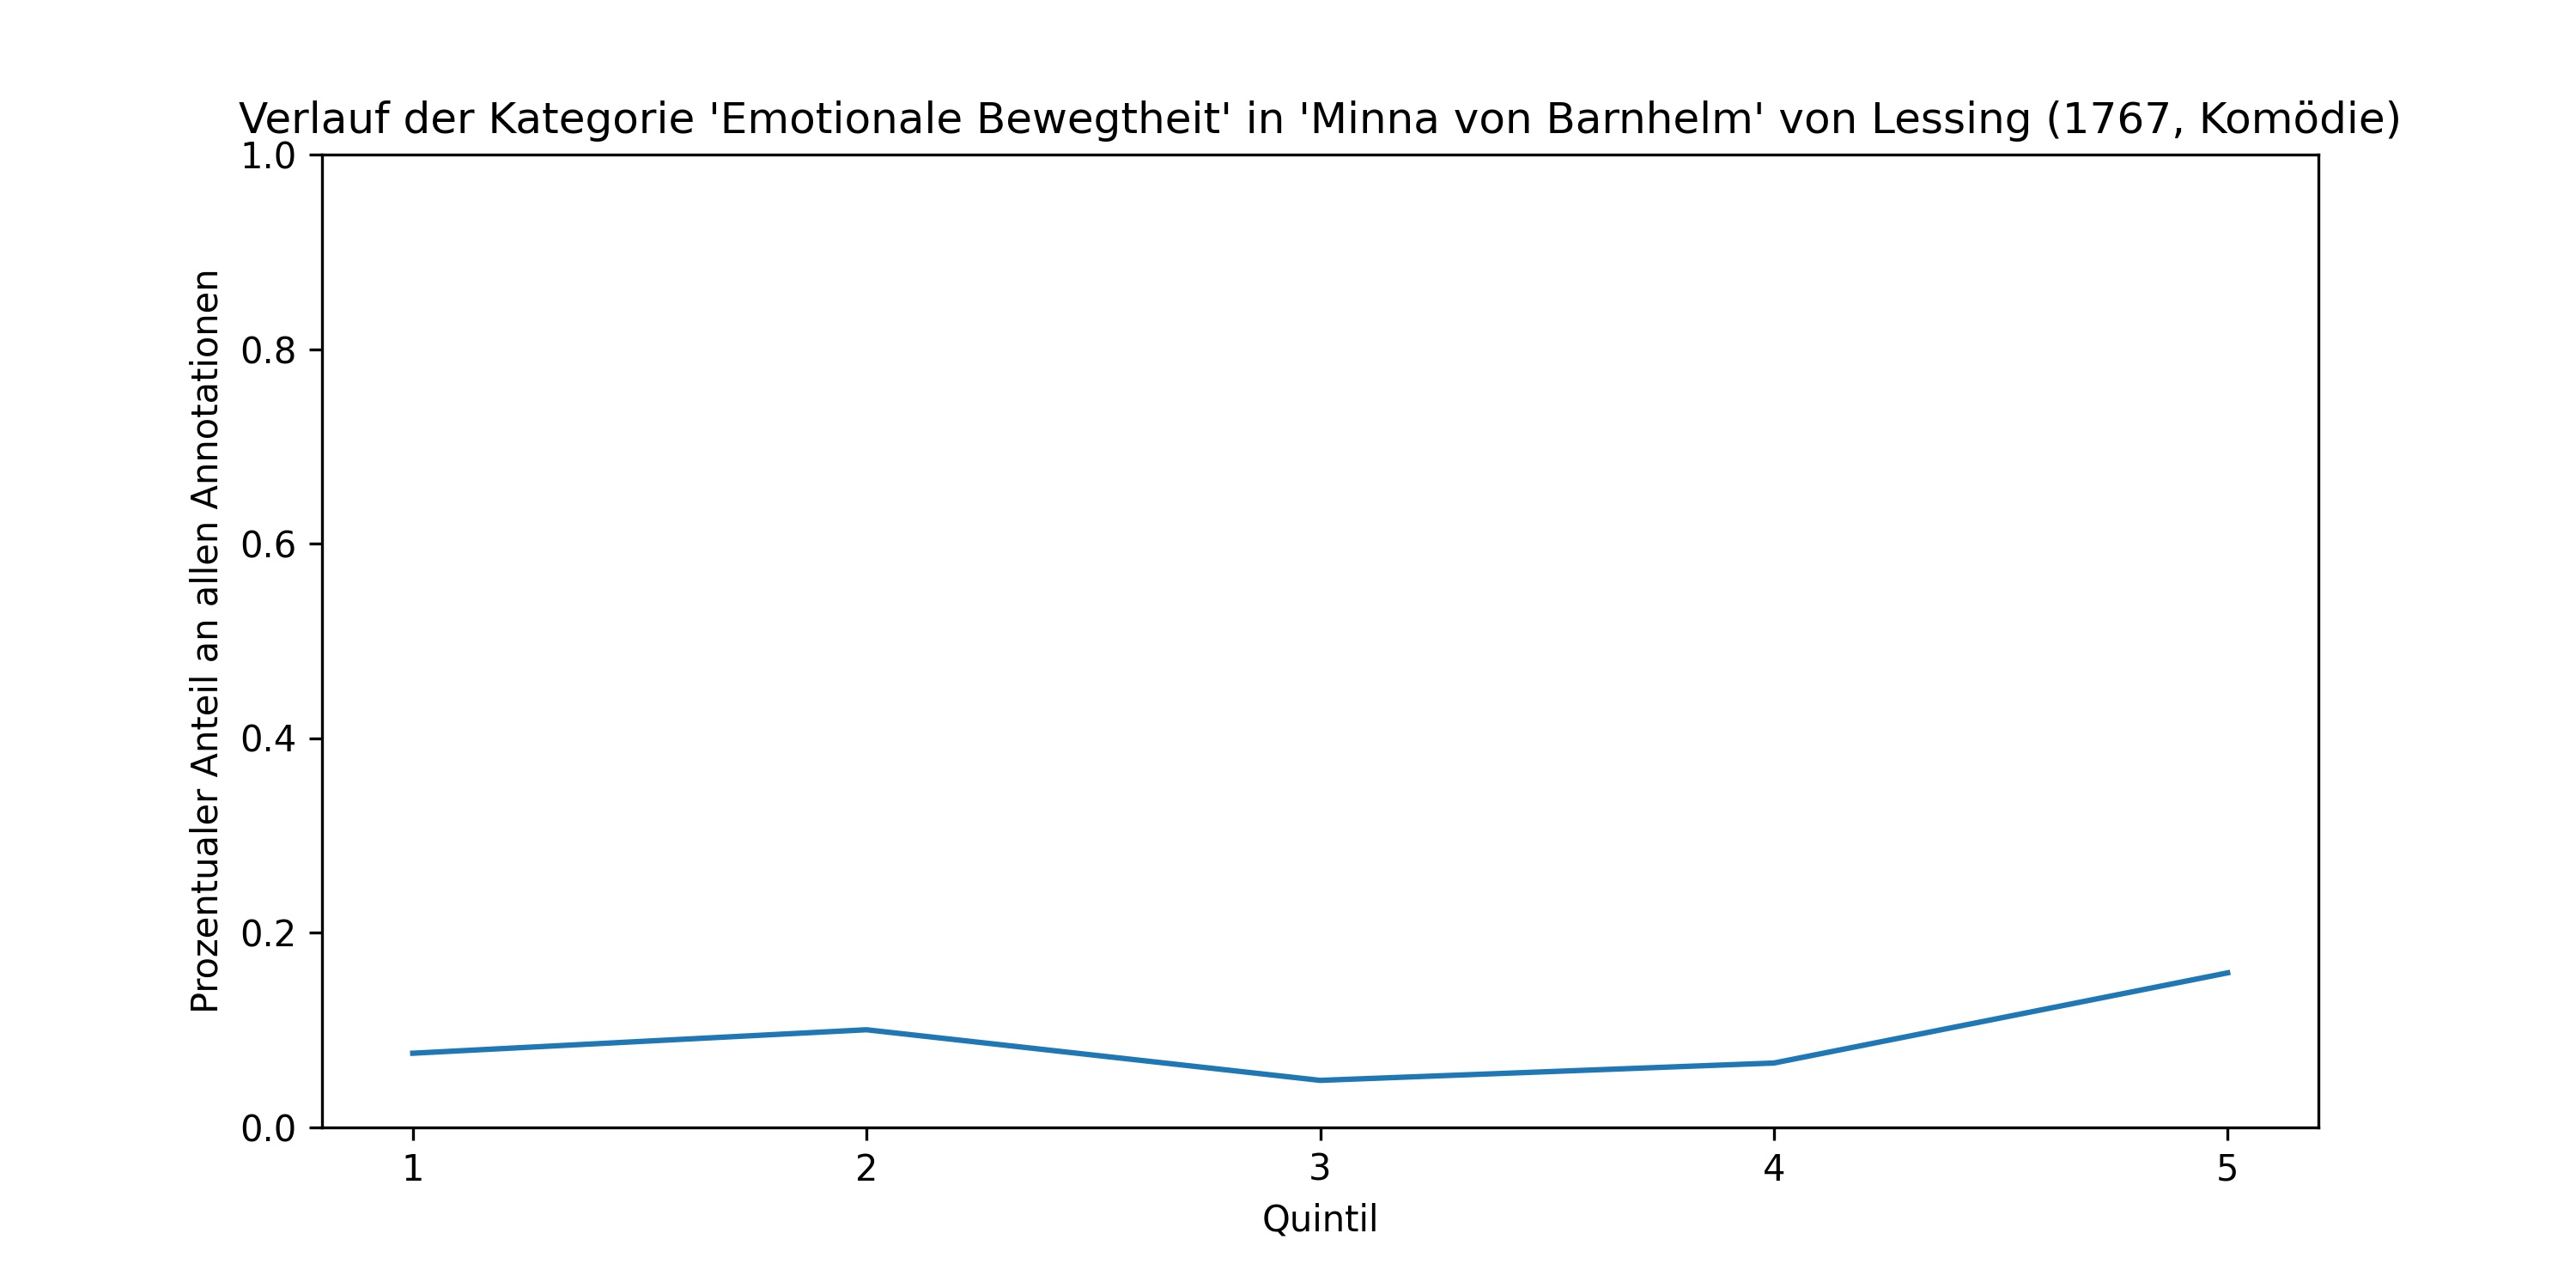 Verlauf der Kategorie 'Emotionale Bewegtheit' in 'Minna von Barnhelm' von Lessing (1767, Komödie)
Prozentualer Anteil an allen Annotationen
1.0
0.8
0.6
0.4
0.2
0.0
1 2 3 4 5
Quintil